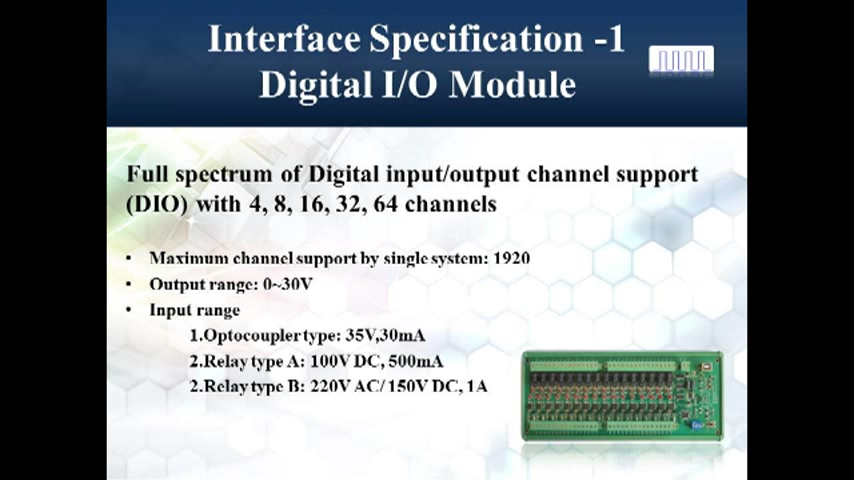 Interface Specification -1
Digital I/O Module
Full spectrum of Digital input/output channel support
(DIO) with 4, 8, 16, 32, 64 channels
• Maximum channel support by single system: 1920
• Output range: 0~30V
• Input range
1.Optocoupler type: 35V,30mA
2.Relay type A: 100V DC, 500mA
2.Relay type B: 220V AC/ 150V DC, 1A